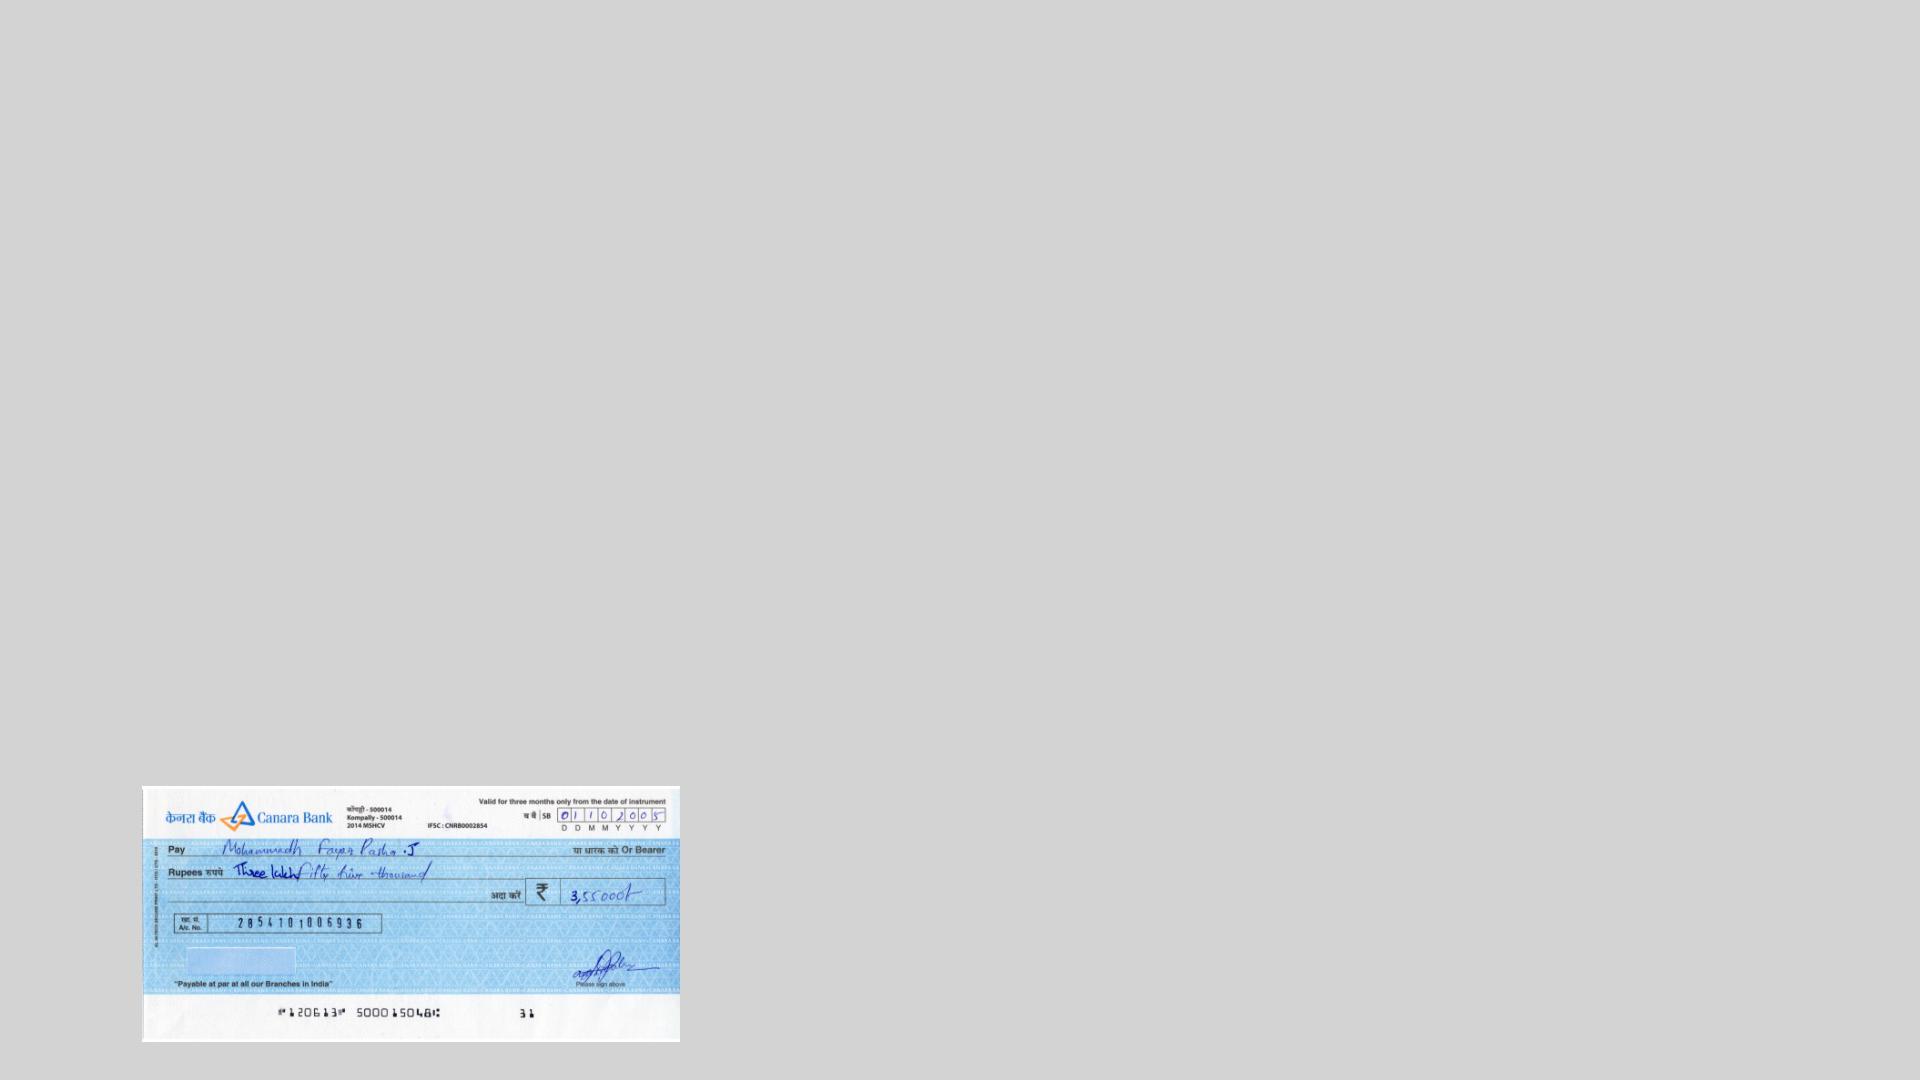 Valid for three months only from the date of instrument
केनरा बैंक Canara Bank
कोंपल्ली - 500014
Kompally - 500014
2014 MSHCV
IFSC : CNRB0002854
ब वै SB 01102005
D D M M Y Y Y Y
Pay Mohammadh Fayaz Pasha .J या धारक को Or Bearer
Rupees रुपये Three lakh fifty five thousand
अदा करें ₹ 3,55000/-
खा. सं.
A/c. No. 2854101006936
"Payable at par at all our Branches in India"
Please sign above
⑈120613⑈ 500015048⑆ 31